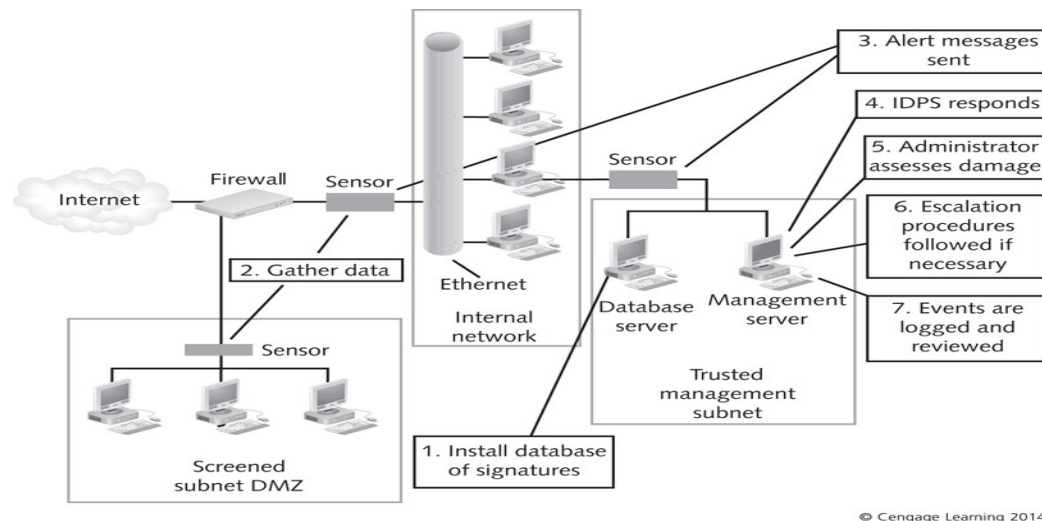 3. Alert messages
sent
4. IDPS responds
5. Administrator
assesses damage
6. Escalation
procedures
followed if
necessary
7. Events are
logged and
reviewed
Internet
Firewall
Sensor
Sensor
2. Gather data
Ethernet
Internal
network
Database
server
Management
server
Trusted
management
subnet
Sensor
Screened
subnet DMZ
1. Install database
of signatures
© Cengage Learning 2014